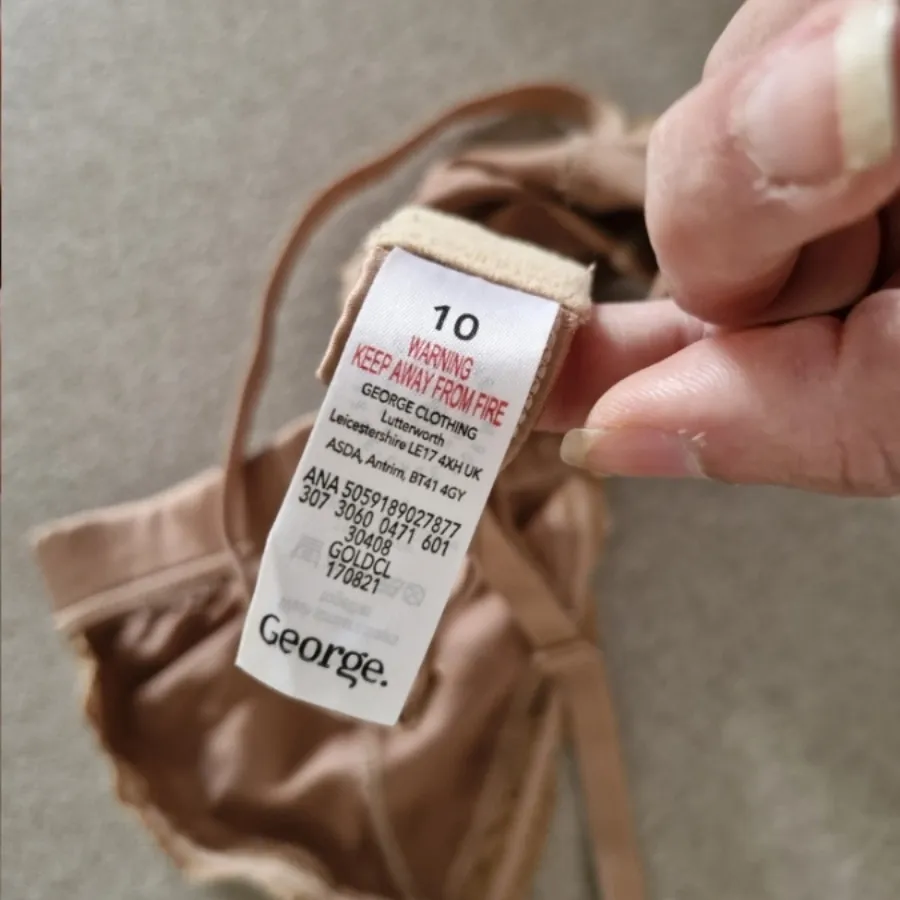 10
WARNING
KEEP AWAY FROM FIRE
GEORGE CLOTHING
Lutterworth
Leicestershire LE17 4XH UK
ASDA, Antrim, BT41 4GY
ANA 5059189027877
307 3060 0471 601
30408
GOLDCL
170821
George.